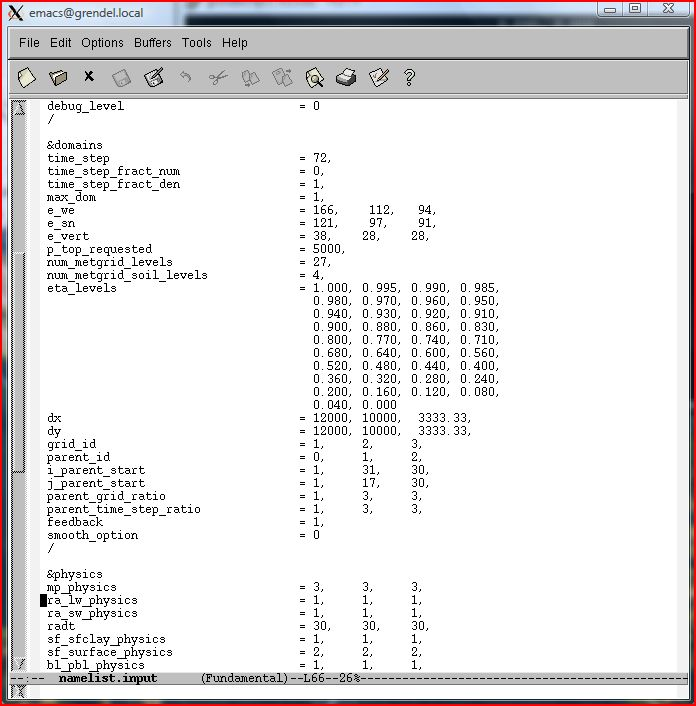 emacs@grendel.local
File Edit Options Buffers Tools Help
debug_level = 0
/
&domains
time_step = 72,
time_step_fract_num = 0,
time_step_fract_den = 1,
max_dom = 1,
e_we = 166, 112, 94,
e_sn = 121, 97, 91,
e_vert = 38, 28, 28,
p_top_requested = 5000,
num_metgrid_levels = 27,
num_metgrid_soil_levels = 4,
eta_levels = 1.000, 0.995, 0.990, 0.985,
0.980, 0.970, 0.960, 0.950,
0.940, 0.930, 0.920, 0.910,
0.900, 0.880, 0.860, 0.830,
0.800, 0.770, 0.740, 0.710,
0.680, 0.640, 0.600, 0.560,
0.520, 0.480, 0.440, 0.400,
0.360, 0.320, 0.280, 0.240,
0.200, 0.160, 0.120, 0.080,
0.040, 0.000
dx = 12000, 10000, 3333.33,
dy = 12000, 10000, 3333.33,
grid_id = 1, 2, 3,
parent_id = 0, 1, 2,
i_parent_start = 1, 31, 30,
j_parent_start = 1, 17, 30,
parent_grid_ratio = 1, 3, 3,
parent_time_step_ratio = 1, 3, 3,
feedback = 1,
smooth_option = 0
/
&physics
mp_physics = 3, 3, 3,
ra_lw_physics = 1, 1, 1,
ra_sw_physics = 1, 1, 1,
radt = 30, 30, 30,
sf_sfclay_physics = 1, 1, 1,
sf_surface_physics = 2, 2, 2,
bl_pbl_physics = 1, 1, 1,
--:-- namelist.input (Fundamental)--L66--26%--------------------------------